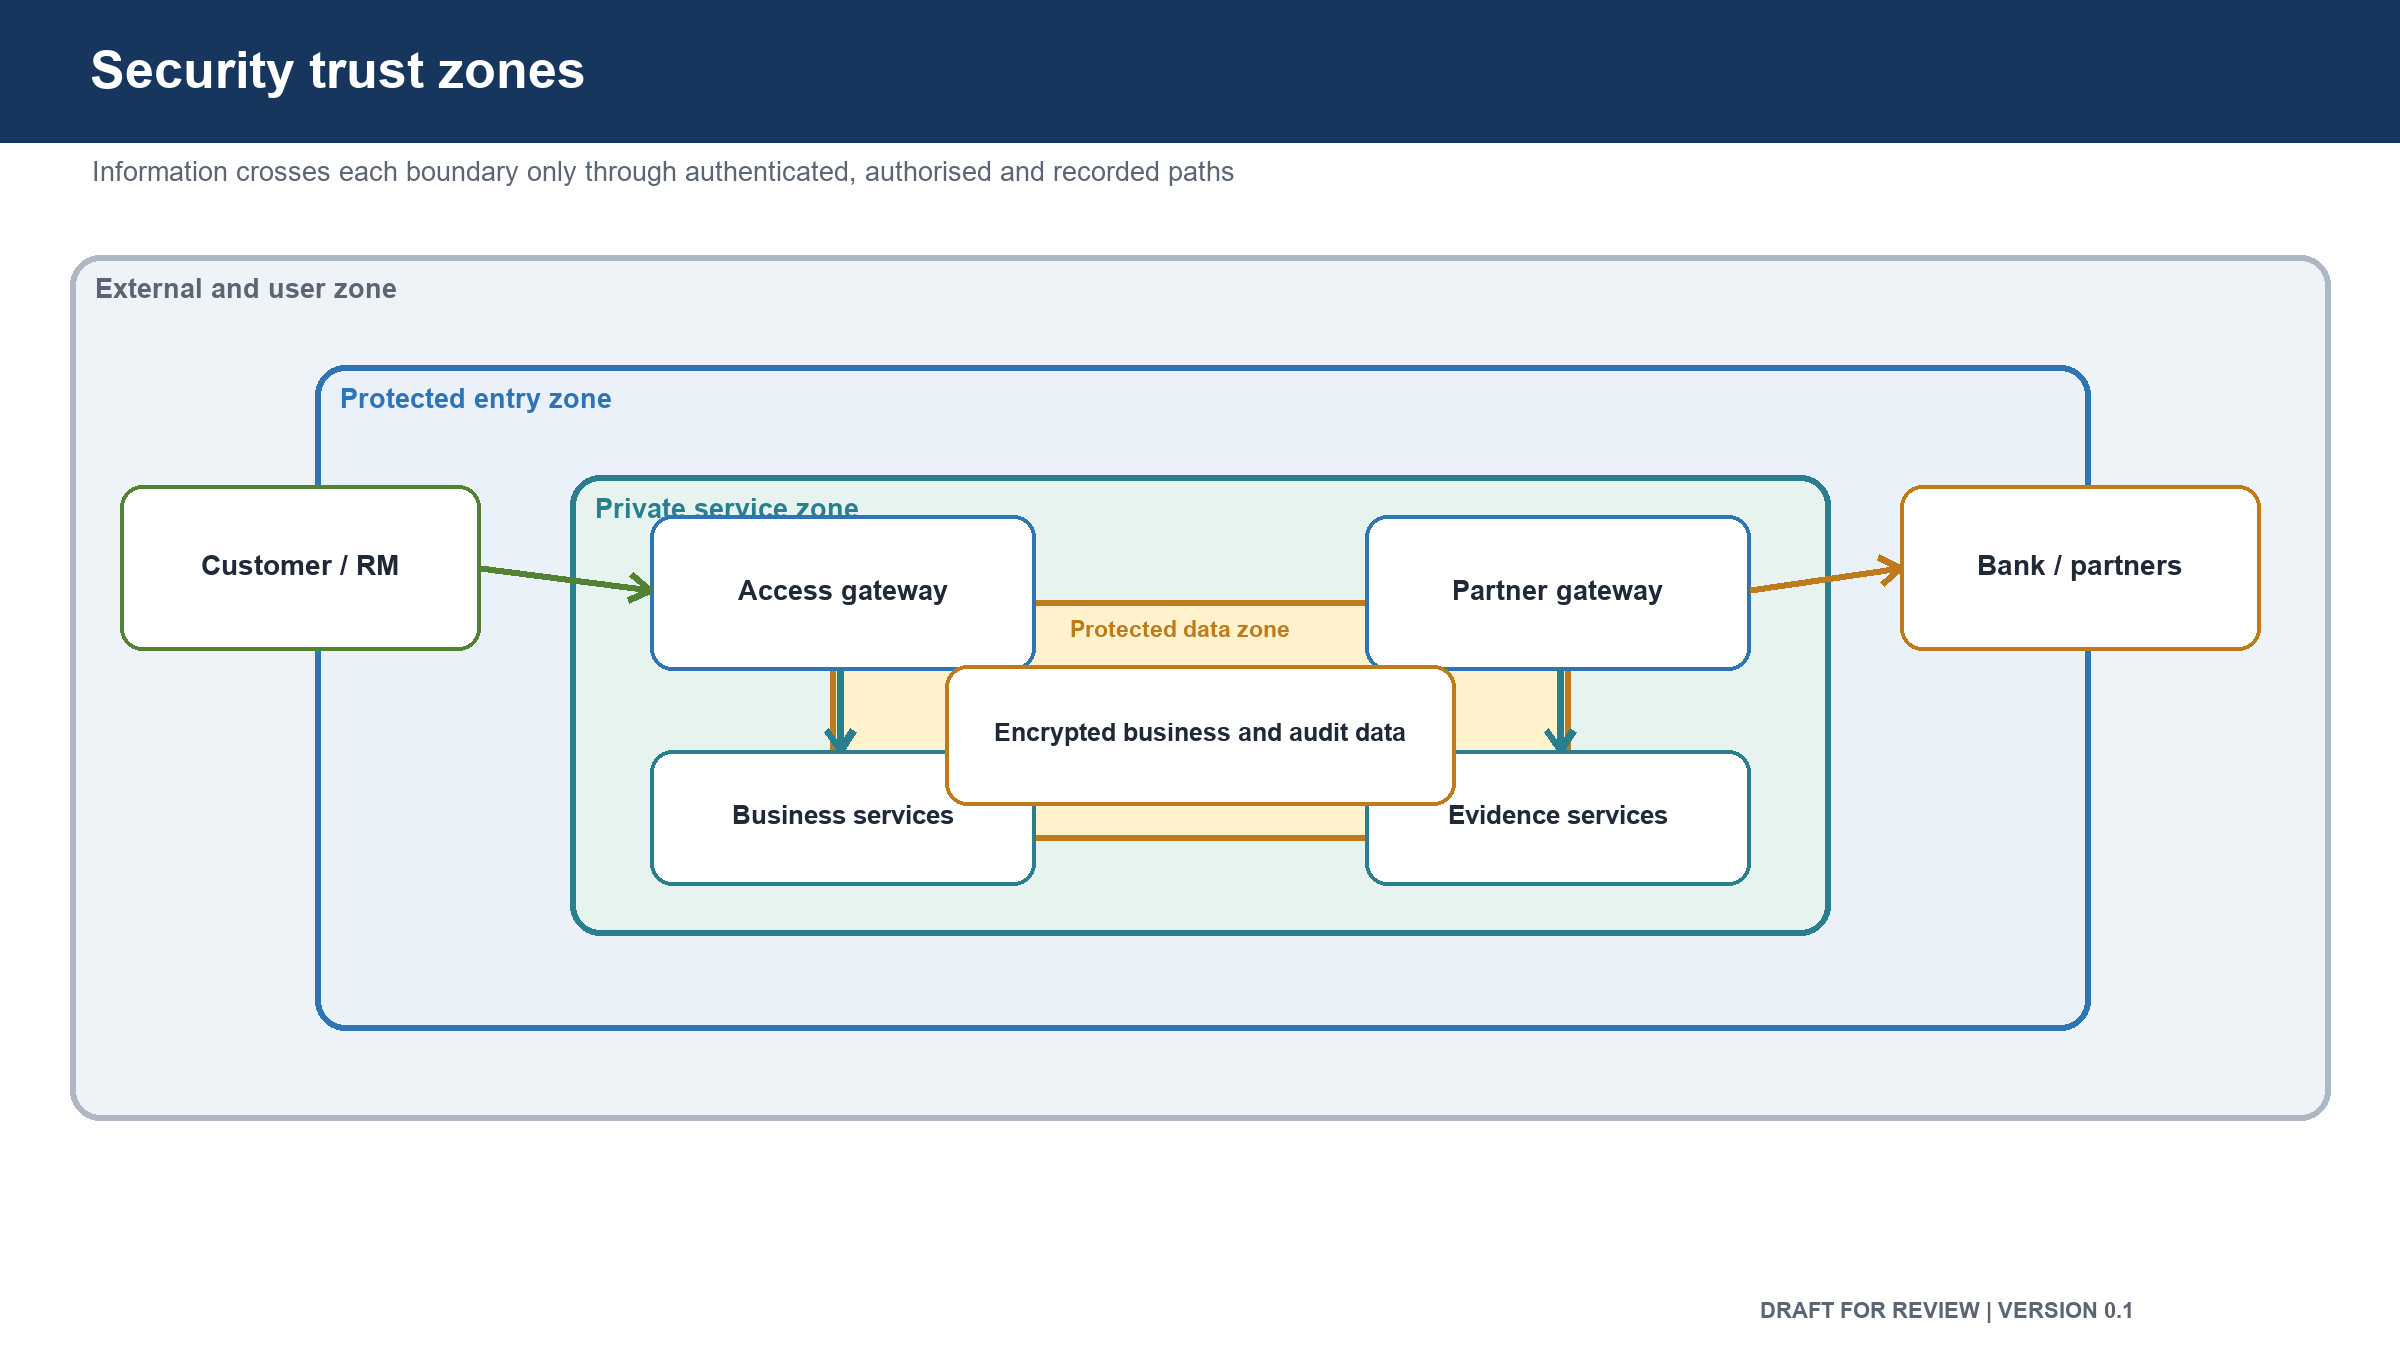 Security trust zones
Information crosses each boundary only through authenticated, authorised and recorded paths
External and user zone
Protected entry zone
Private service zone
Customer / RM
Access gateway
Partner gateway
Bank / partners
Protected data zone
Encrypted business and audit data
Business services
Evidence services
DRAFT FOR REVIEW | VERSION 0.1